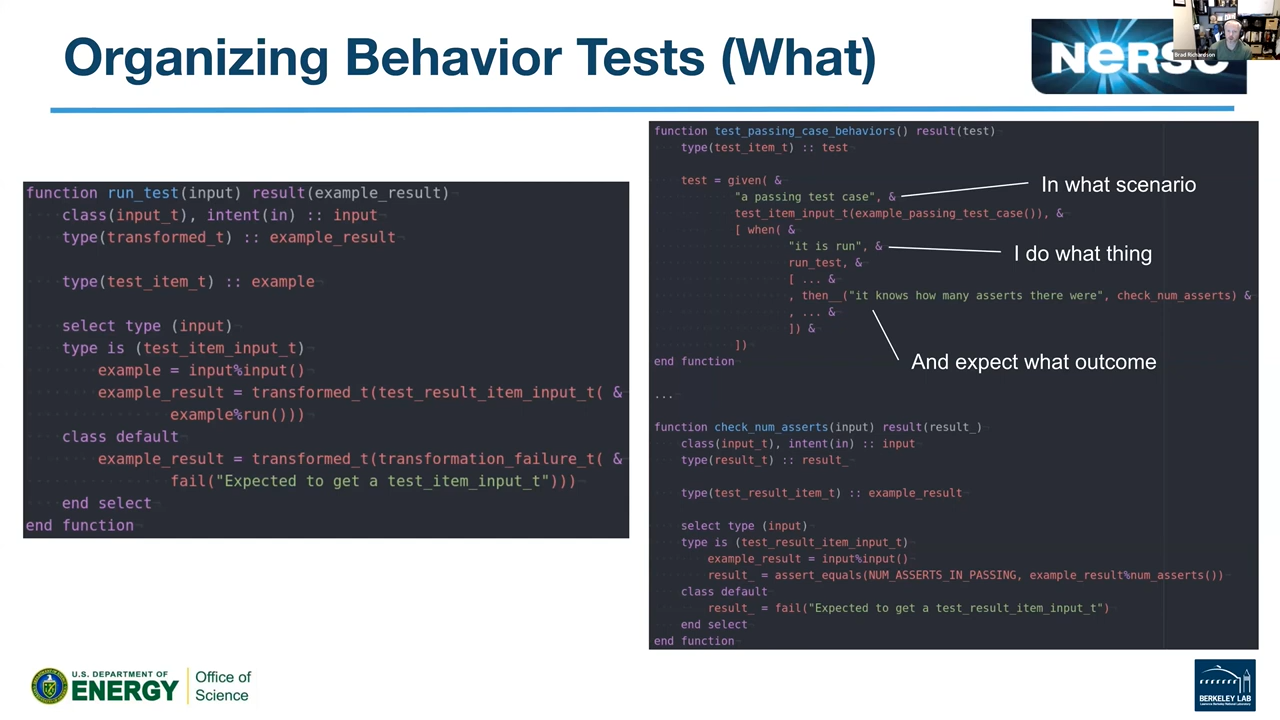 Organizing Behavior Tests (What)
NERSC
Brad Richardson
function run_test(input) result(example_result)
    class(input_t), intent(in) :: input
    type(transformed_t) :: example_result

    type(test_item_t) :: example

    select type (input)
    type is (test_item_input_t)
        example = input%input()
        example_result = transformed_t(test_result_item_input_t( &
                example%run()))
    class default
        example_result = transformed_t(transformation_failure_t( &
                fail("Expected to get a test_item_input_t")))
    end select
end function
function test_passing_case_behaviors() result(test)
    type(test_item_t) :: test

    test = given( &
            "a passing test case", &
            test_item_input_t(example_passing_test_case()), &
            [ when( &
                    "it is run", &
                    run_test, &
                    [ ... &
                    , then__("it knows how many asserts there were", check_num_asserts) &
                    , ... &
                    ]) &
            ])
end function

...

function check_num_asserts(input) result(result_)
    class(input_t), intent(in) :: input
    type(result_t) :: result_

    type(test_result_item_t) :: example_result

    select type (input)
    type is (test_result_item_input_t)
        example_result = input%input()
        result_ = assert_equals(NUM_ASSERTS_IN_PASSING, example_result%num_asserts())
    class default
        result_ = fail("Expected to get a test_result_item_input_t")
    end select
end function
In what scenario
I do what thing
And expect what outcome
U.S. DEPARTMENT OF
ENERGY
Office of
Science
BERKELEY LAB
Lawrence Berkeley National Laboratory